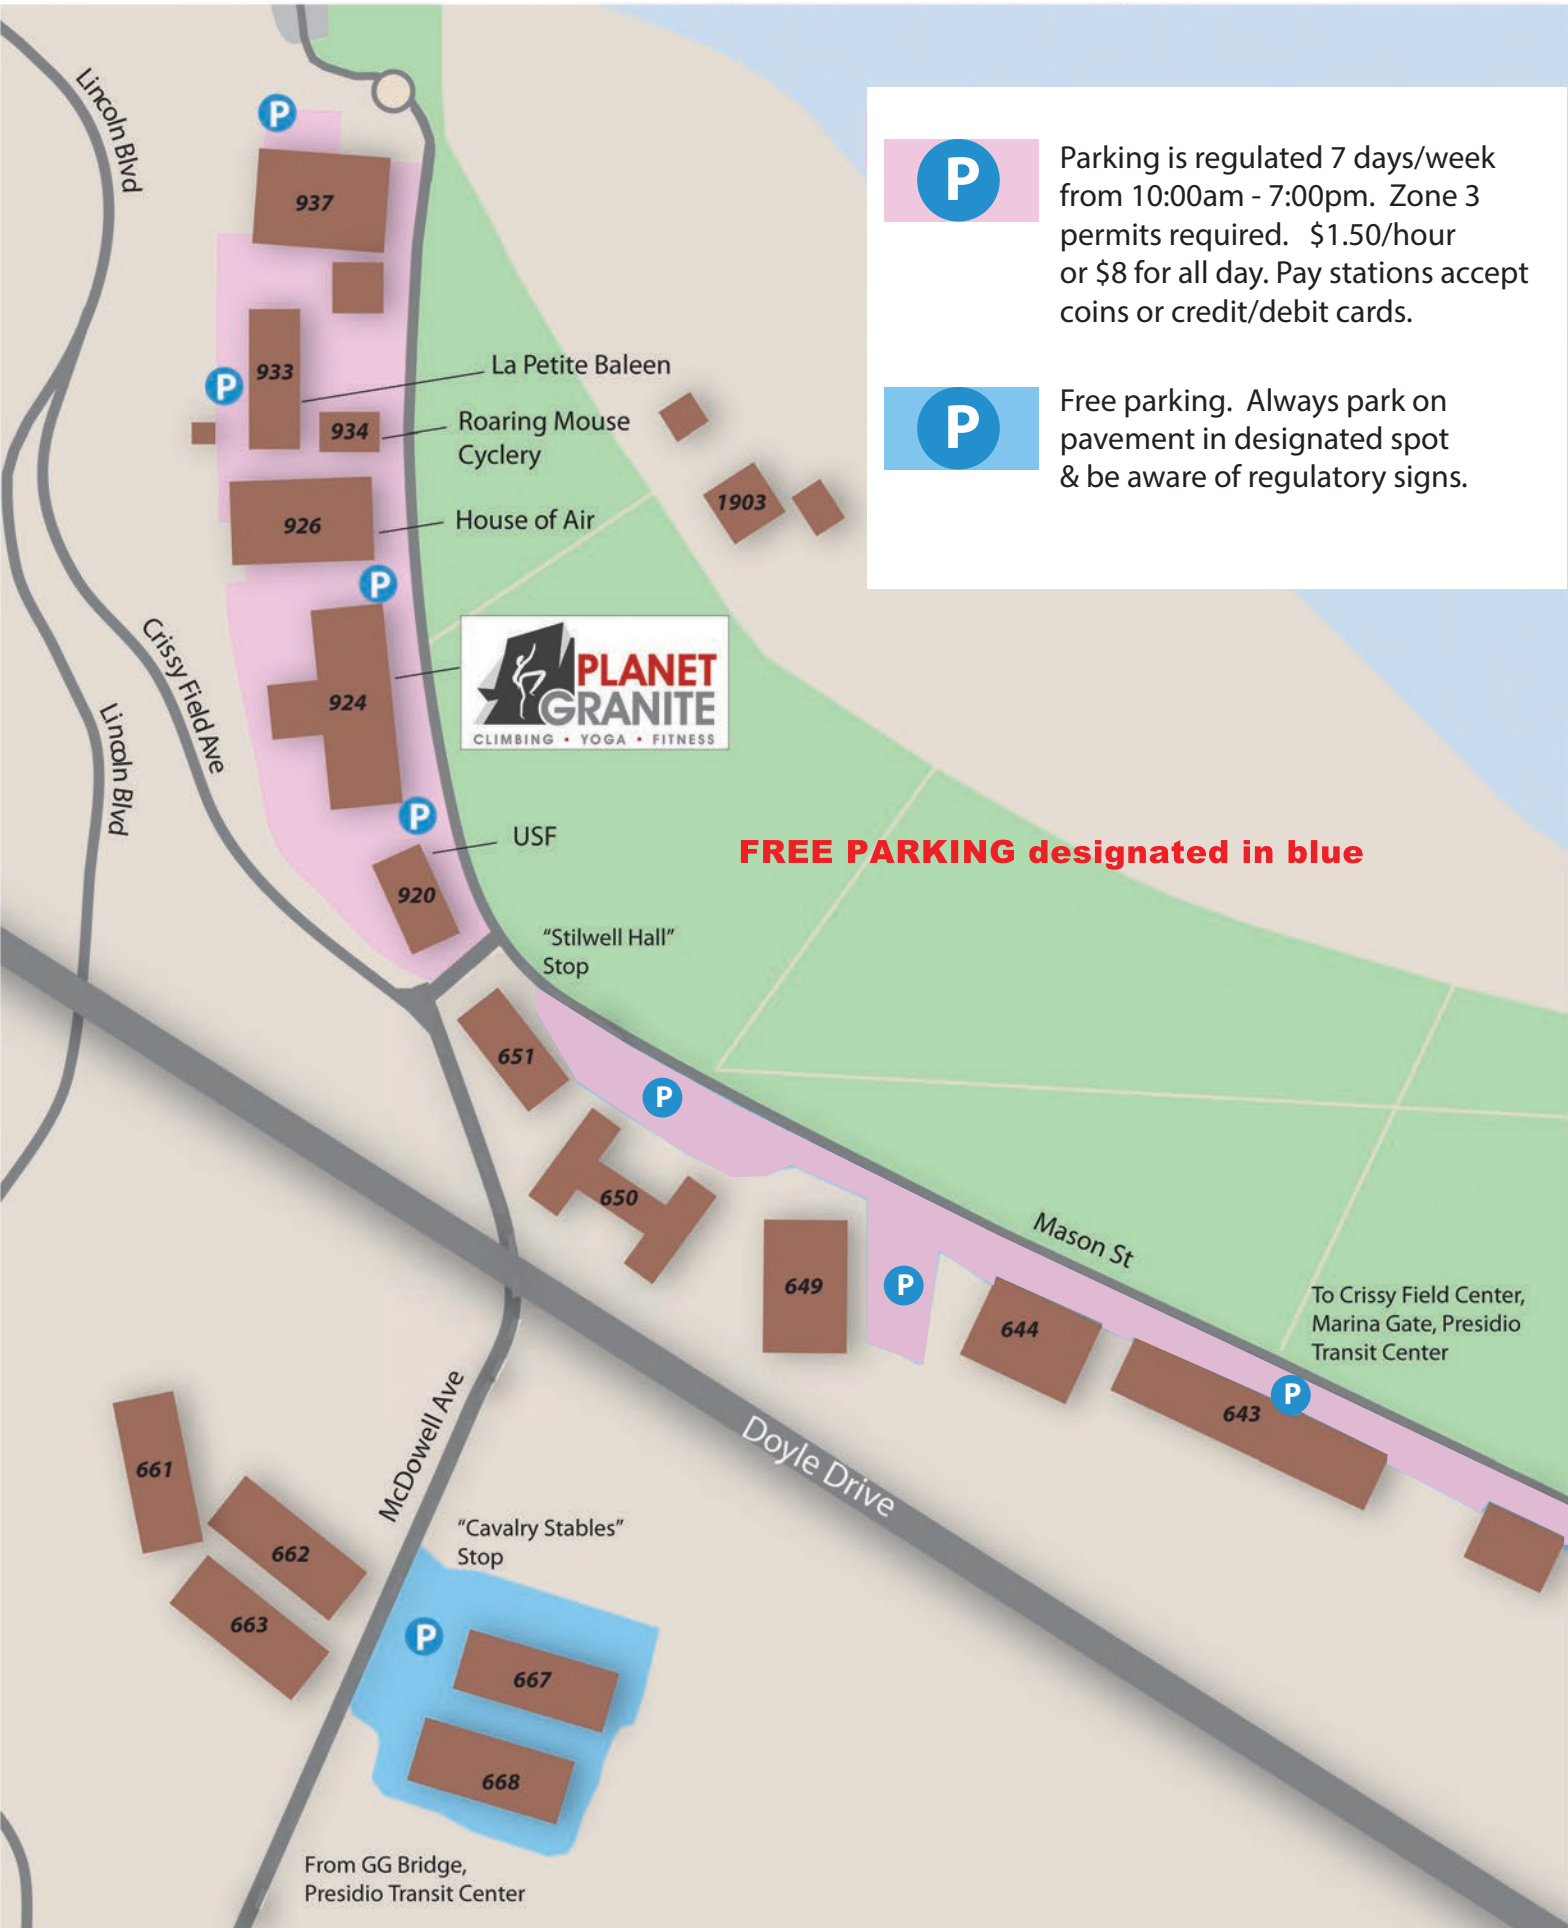 Lincoln Blvd
P
937
P
Parking is regulated 7 days/week
from 10:00am - 7:00pm. Zone 3
permits required. $1.50/hour
or $8 for all day. Pay stations accept
coins or credit/debit cards.
P
Free parking. Always park on
pavement in designated spot
& be aware of regulatory signs.
P
933
La Petite Baleen
934
Roaring Mouse
Cyclery
926
House of Air
1903
P
Crissy Field Ave
Lincoln Blvd
924
PLANET
GRANITE
CLIMBING • YOGA • FITNESS
P
USF
920
FREE PARKING designated in blue
"Stilwell Hall"
Stop
651
P
650
649
P
644
Mason St
To Crissy Field Center,
Marina Gate, Presidio
Transit Center
P
643
Doyle Drive
McDowell Ave
661
662
663
"Cavalry Stables"
Stop
P
667
668
From GG Bridge,
Presidio Transit Center